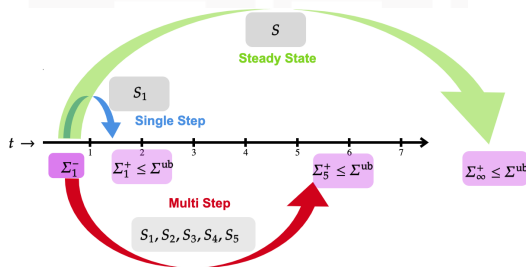 S
Steady State
S₁
Single Step
t →
1 2 3 4 5 6 7
Σ₁⁻
Σ₁⁺ ≤ Σᵘᵇ
Σ₅⁺ ≤ Σᵘᵇ
Σ∞⁺ ≤ Σᵘᵇ
Multi Step
S₁, S₂, S₃, S₄, S₅